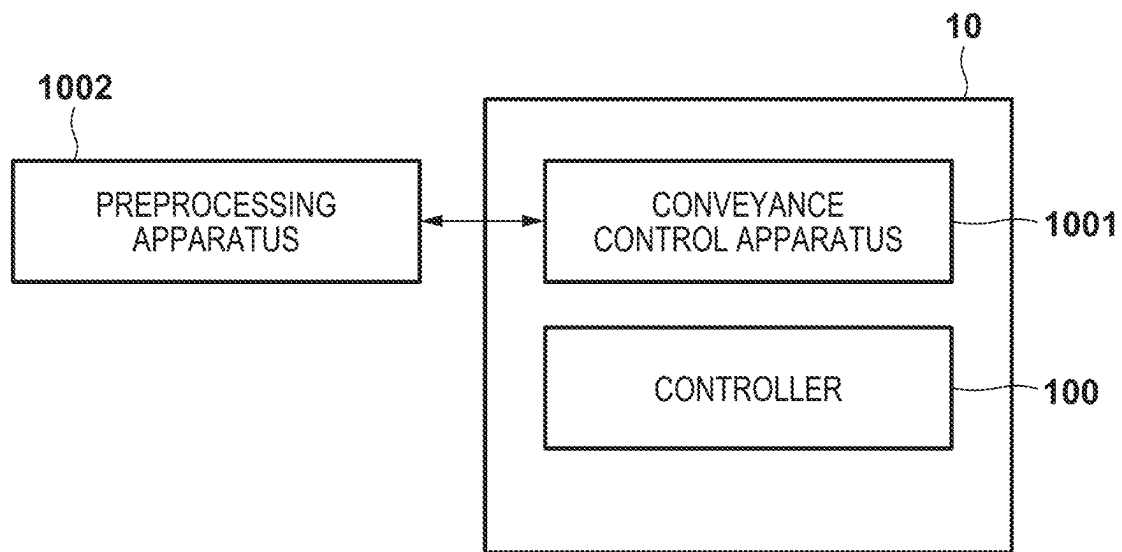 10
1002
PREPROCESSING
APPARATUS
CONVEYANCE
CONTROL APPARATUS
1001
CONTROLLER
100